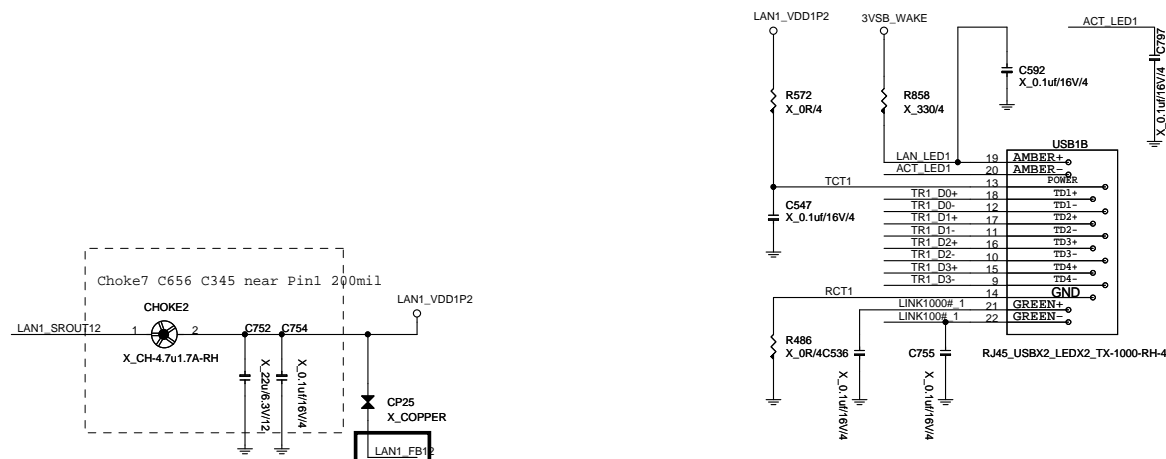 LAN1_VDD1P2
3VSB_WAKE
ACT_LED1
C797
X_0.1uf/16V/4
C592
X_0.1uf/16V/4
R572
X_0R/4
R858
X_330/4
USB1B
LAN_LED1 19 AMBER+
ACT_LED1 20 AMBER-
TCT1 13 POWER
TR1_D0+ 18 TD1+
TR1_D0- 12 TD1-
TR1_D1+ 17 TD2+
TR1_D1- 11 TD2-
TR1_D2+ 16 TD3+
TR1_D2- 10 TD3-
TR1_D3+ 15 TD4+
TR1_D3- 9 TD4-
RCT1 14 GND
LINK1000#_1 21 GREEN+
LINK100#_1 22 GREEN-
C547
X_0.1uf/16V/4
R486
X_0R/4
C536
X_0.1uf/16V/4
C755
X_0.1uf/16V/4
RJ45_USBX2_LEDX2_TX-1000-RH-4
Choke7 C656 C345 near Pin1 200mil
CHOKE2
LAN1_SROUT12 1 2
X_CH-4.7u1.7A-RH
C752
X_22u/6.3V/12
C754
X_0.1uf/16V/4
LAN1_VDD1P2
CP25
X_COPPER
LAN1_FB12